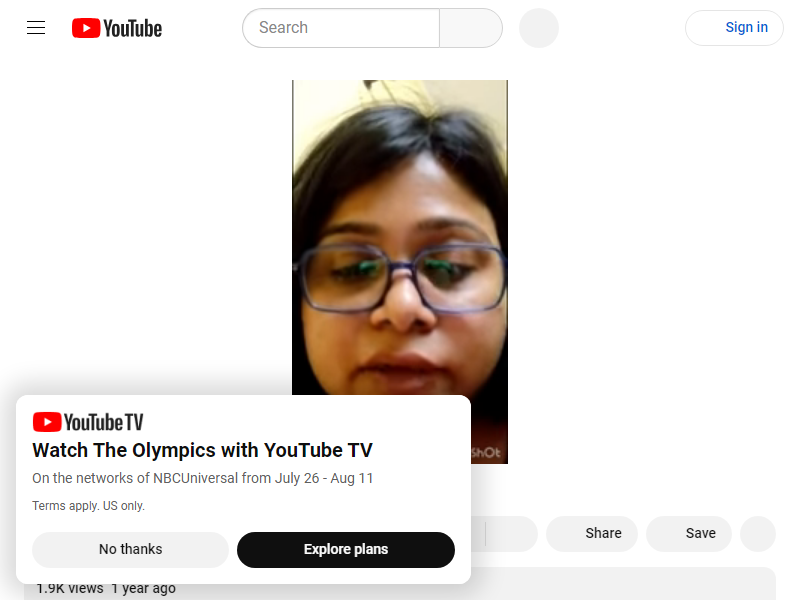 YouTube
Search
Sign in
YouTube TV
Watch The Olympics with YouTube TV
On the networks of NBCUniversal from July 26 - Aug 11
Terms apply. US only.
No thanks
Explore plans
Share
Save
1.9K views 1 year ago